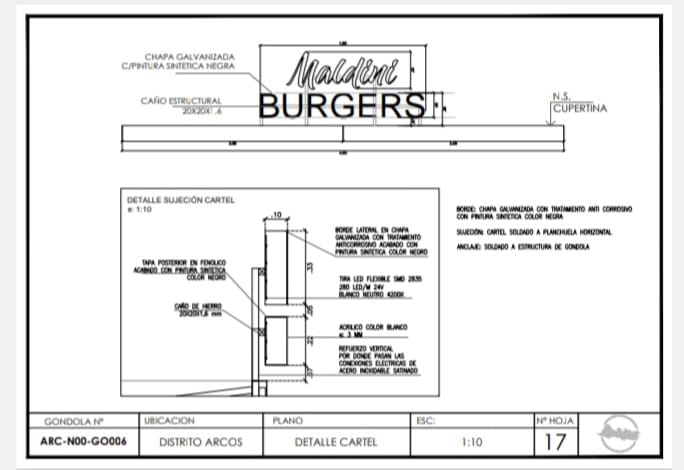 CHAPA GALVANIZADA
C/PINTURA SINTETICA NEGRA
Maldini
BURGERS
CAÑO ESTRUCTURAL
20X20X1.6
N.S.
CUPERTINA
DETALLE SUJECIÓN CARTEL
e: 1:10
.10
BORDE LATERAL EN CHAPA
GALVANIZADA CON TRATAMIENTO
ANTICORROSIVO ACABADO CON
PINTURA SINTETICA COLOR NEGRO
TAPA POSTERIOR EN FENOLICO
ACABADO CON PINTURA SINTETICA
COLOR NEGRO
.33
TIRA LED FLEXIBLE SMD 2835
280 LED/M 24V
BLANCO NEUTRO 4200K
CAÑO DE HIERRO
20X20X1,6 mm
ACRILICO COLOR BLANCO
e: 3 MM
.22
REFUERZO VERTICAL
POR DONDE PASAN LAS
CONEXIONES ELECTRICAS DE
ACERO INOXIDABLE SATINADO
BORDE: CHAPA GALVANIZADA CON TRATAMIENTO ANTI CORROSIVO
CON PINTURA SINTETICA COLOR NEGRA
SUJECIÓN: CARTEL SOLDADO A PLANCHUELA HORIZONTAL
ANCLAJE: SOLDADO A ESTRUCTURA DE GONDOLA
GONDOLA Nº
ARC-N00-GO006
UBICACION
DISTRITO ARCOS
PLANO
DETALLE CARTEL
ESC:
1:10
Nº HOJA
17